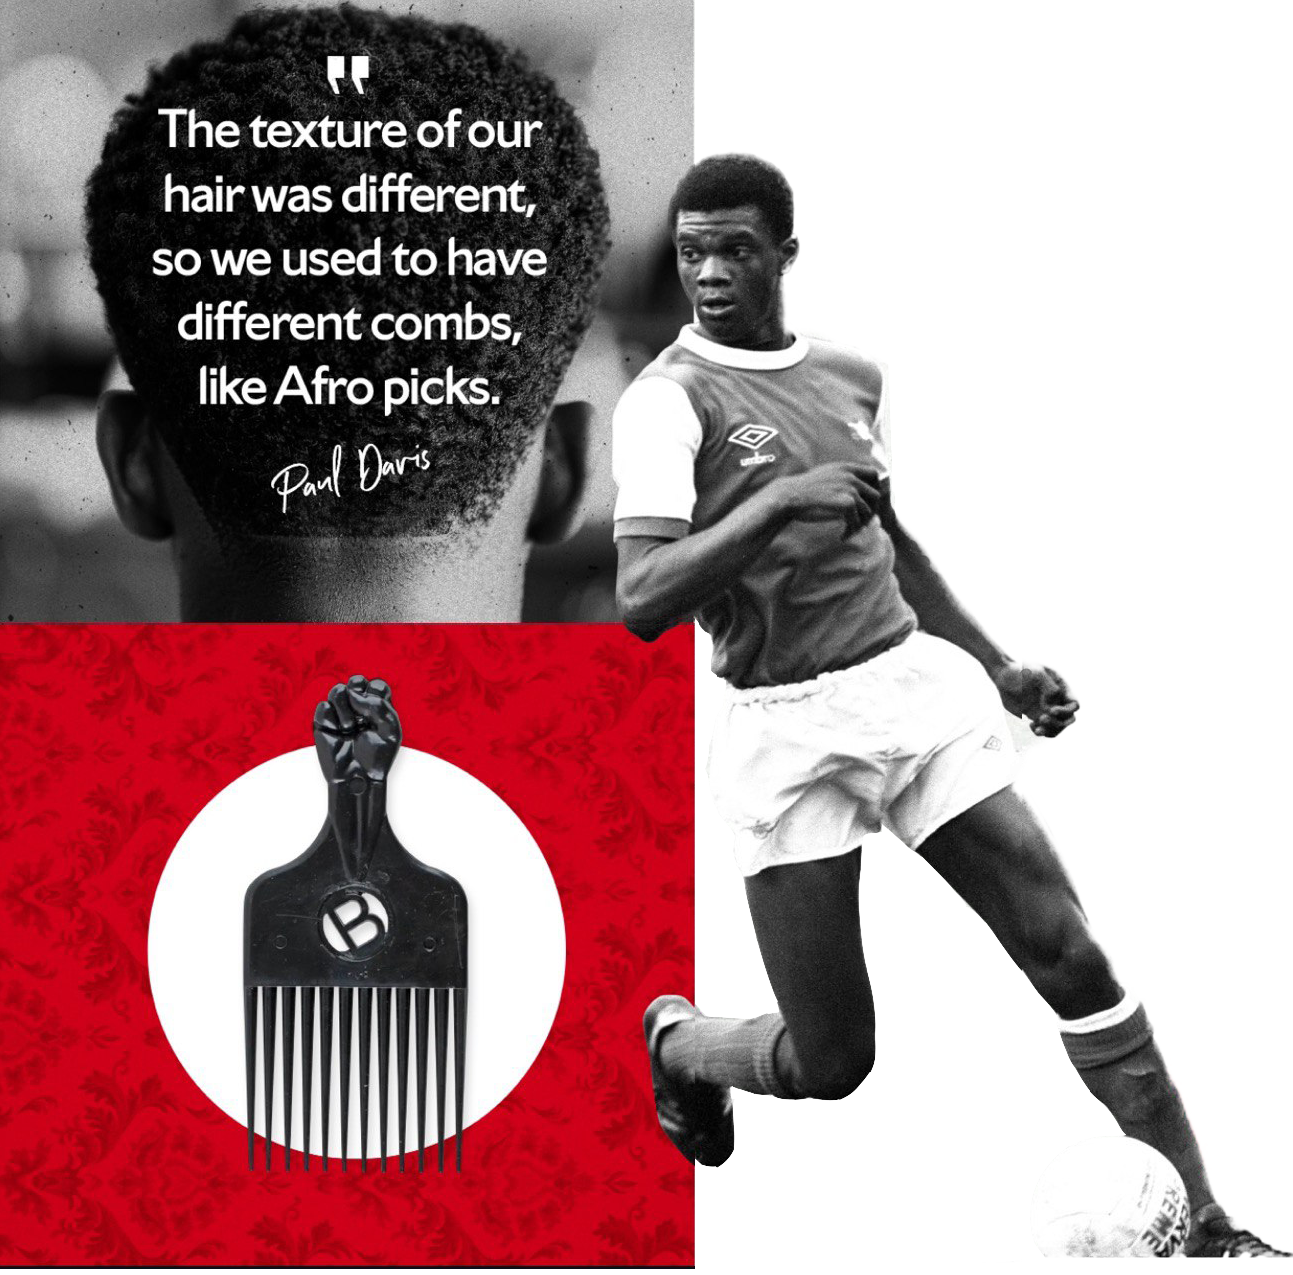 "
The texture of our
hair was different,
so we used to have
different combs,
like Afro picks.
Paul Davis
umbro
B